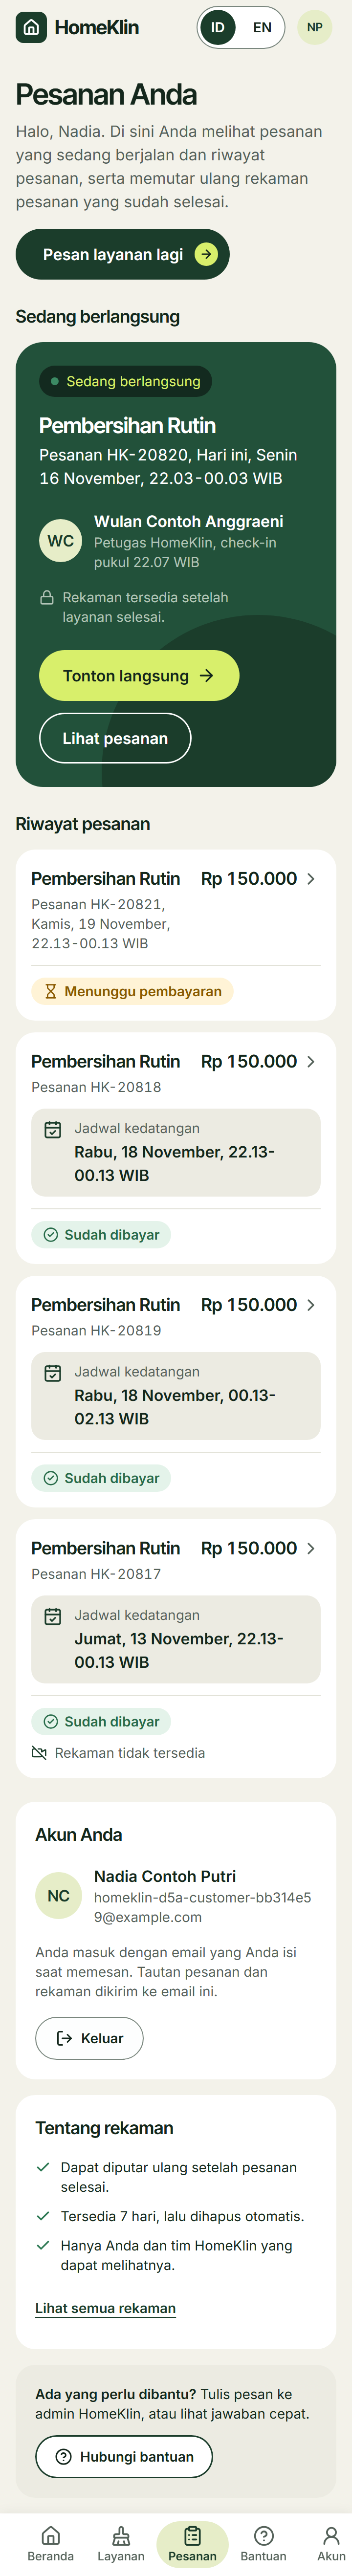 HomeKlin
ID EN
NP
Pesanan Anda
Halo, Nadia. Di sini Anda melihat pesanan
yang sedang berjalan dan riwayat
pesanan, serta memutar ulang rekaman
pesanan yang sudah selesai.
Pesan layanan lagi
Sedang berlangsung
Sedang berlangsung
Pembersihan Rutin
Pesanan HK-20820, Hari ini, Senin
16 November, 22.03-00.03 WIB
WC
Wulan Contoh Anggraeni
Petugas HomeKlin, check-in
pukul 22.07 WIB
Rekaman tersedia setelah
layanan selesai.
Tonton langsung
Lihat pesanan
Riwayat pesanan
Pembersihan Rutin Rp 150.000
Pesanan HK-20821,
Kamis, 19 November,
22.13-00.13 WIB
Menunggu pembayaran
Pembersihan Rutin Rp 150.000
Pesanan HK-20818
Jadwal kedatangan
Rabu, 18 November, 22.13-
00.13 WIB
Sudah dibayar
Pembersihan Rutin Rp 150.000
Pesanan HK-20819
Jadwal kedatangan
Rabu, 18 November, 00.13-
02.13 WIB
Sudah dibayar
Pembersihan Rutin Rp 150.000
Pesanan HK-20817
Jadwal kedatangan
Jumat, 13 November, 22.13-
00.13 WIB
Sudah dibayar
Rekaman tidak tersedia
Akun Anda
NC
Nadia Contoh Putri
homeklin-d5a-customer-bb314e5
9@example.com
Anda masuk dengan email yang Anda isi
saat memesan. Tautan pesanan dan
rekaman dikirim ke email ini.
Keluar
Tentang rekaman
Dapat diputar ulang setelah pesanan
selesai.
Tersedia 7 hari, lalu dihapus otomatis.
Hanya Anda dan tim HomeKlin yang
dapat melihatnya.
Lihat semua rekaman
Ada yang perlu dibantu? Tulis pesan ke
admin HomeKlin, atau lihat jawaban cepat.
Hubungi bantuan
Beranda Layanan Pesanan Bantuan Akun